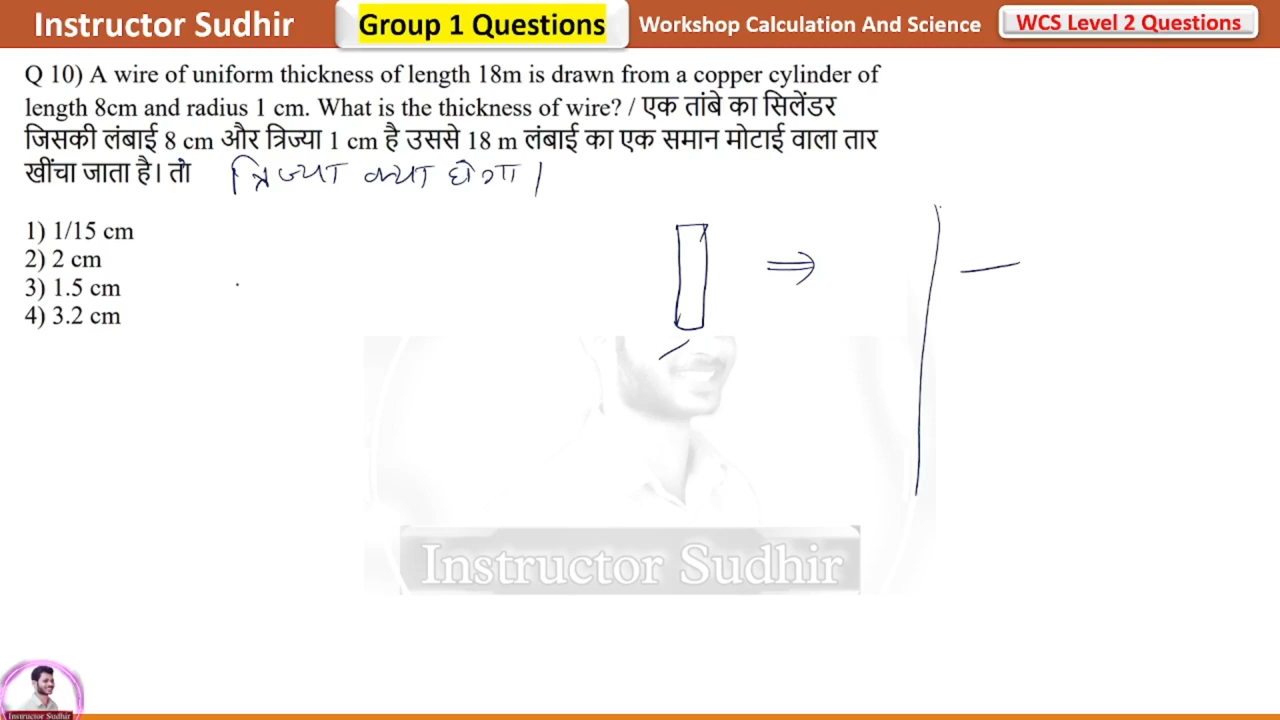 Instructor Sudhir
Group 1 Questions
Workshop Calculation And Science
WCS Level 2 Questions
Q 10) A wire of uniform thickness of length 18m is drawn from a copper cylinder of
length 8cm and radius 1 cm. What is the thickness of wire? / एक तांबे का सिलेंडर
जिसकी लंबाई 8 cm और त्रिज्या 1 cm है उससे 18 m लंबाई का एक समान मोटाई वाला तार
खींचा जाता है। तो त्रिज्या क्या होगा।
1) 1/15 cm
2) 2 cm
3) 1.5 cm
4) 3.2 cm
Instructor Sudhir
Instructor Sudhir